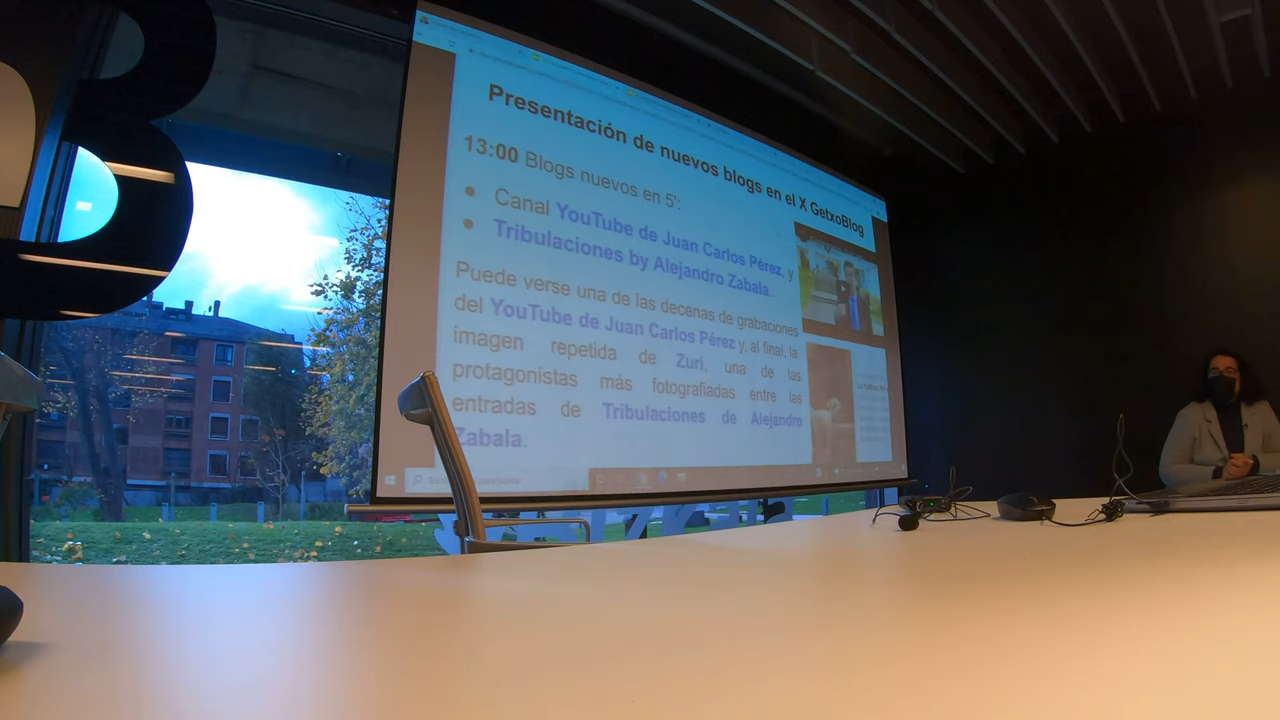 Presentación de nuevos blogs en el X GetxoBlog
13:00 Blogs nuevos en 5':
Canal YouTube de Juan Carlos Pérez, y
Tribulaciones by Alejandro Zabala.
Puede verse una de las decenas de grabaciones
del YouTube de Juan Carlos Pérez y, al final, la
imagen repetida de Zuri, una de las
protagonistas más fotografiadas entre las
entradas de Tribulaciones de Alejandro
Zabala.